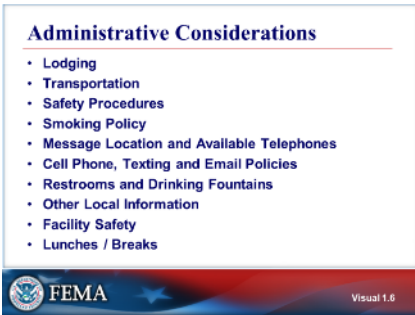 Administrative Considerations
• Lodging
• Transportation
• Safety Procedures
• Smoking Policy
• Message Location and Available Telephones
• Cell Phone, Texting and Email Policies
• Restrooms and Drinking Fountains
• Other Local Information
• Facility Safety
• Lunches / Breaks
FEMA
Visual 1.6